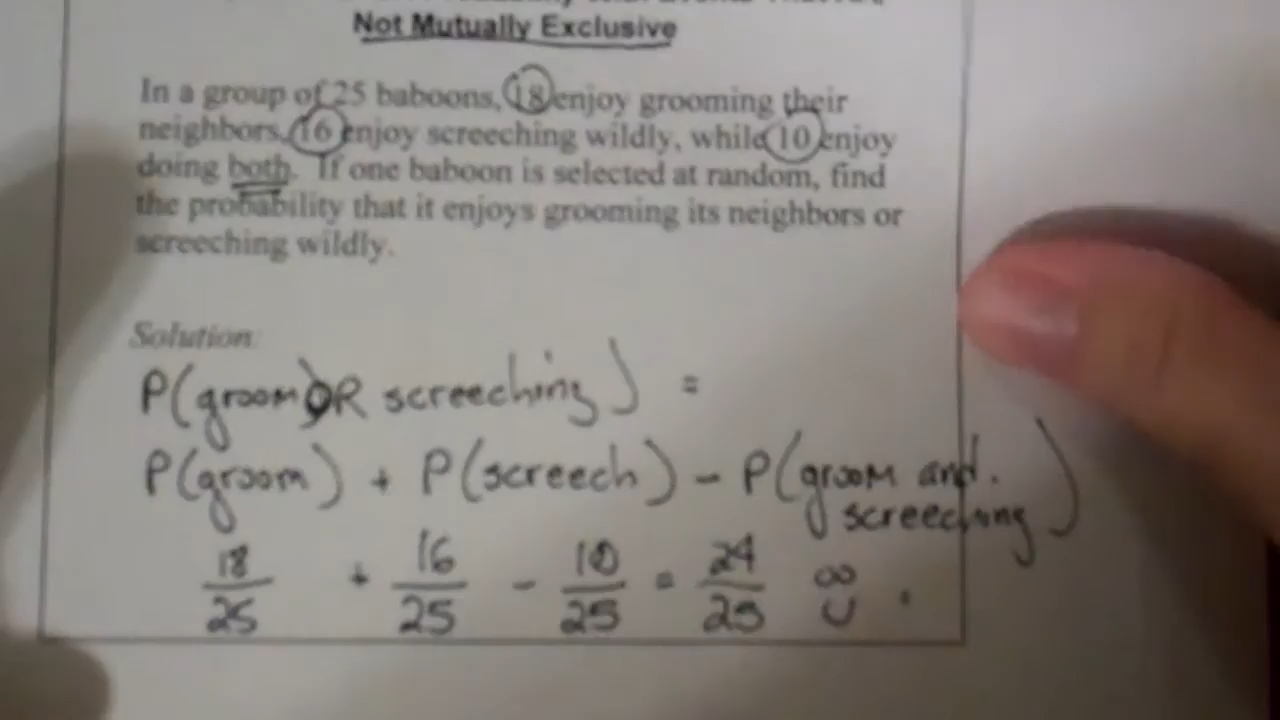 Not Mutually Exclusive
In a group of 25 baboons, 18 enjoy grooming their
neighbors, 16 enjoy screeching wildly, while 10 enjoy
doing both. If one baboon is selected at random, find
the probability that it enjoys grooming its neighbors or
screeching wildly.
Solution:
P(groom) OR screeching) =
P(groom) + P(screech) - P(groom and.
screeching)
18/25 + 16/25 - 10/25 = 24/25